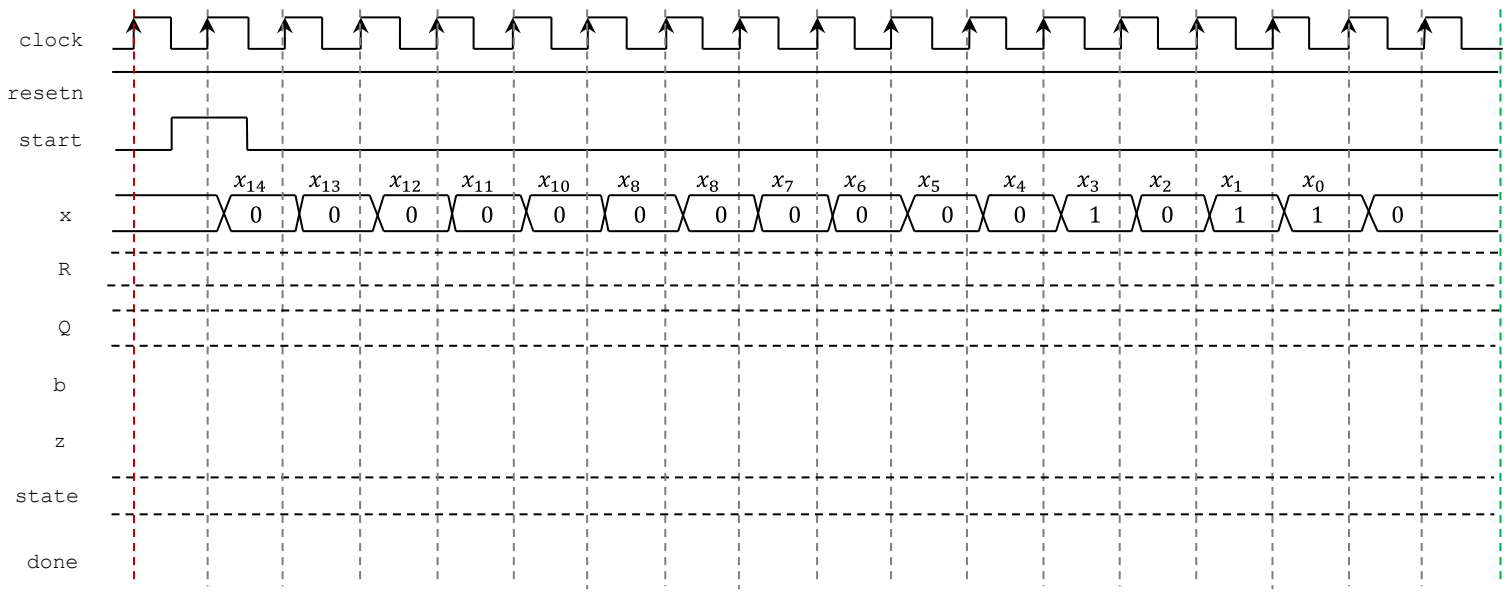 clock
resetn
start
x₁₄ x₁₃ x₁₂ x₁₁ x₁₀ x₈ x₈ x₇ x₆ x₅ x₄ x₃ x₂ x₁ x₀
x 0 0 0 0 0 0 0 0 0 0 0 1 0 1 1 0
R
Q
b
z
state
done